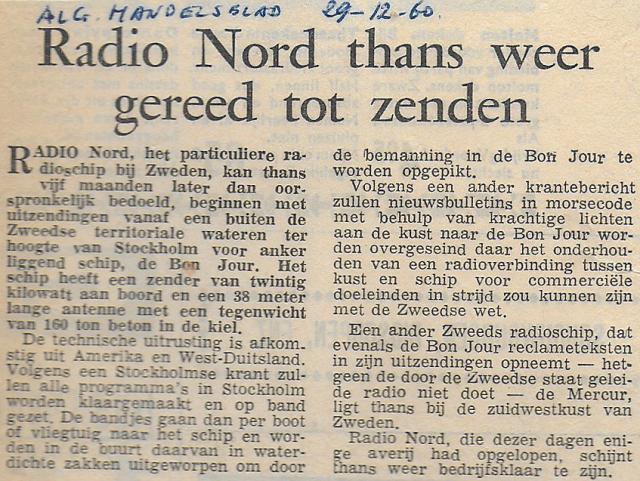 ALG. HANDELSBLAD 29-12-60.
Radio Nord thans weer
gereed tot zenden
RADIO Nord, het particuliere ra-
dioschip bij Zweden, kan thans
vijf maanden later dan oor-
spronkelijk bedoeld, beginnen met
uitzendingen vanaf een buiten de
Zweedse territoriale wateren ter
hoogte van Stockholm voor anker
liggend schip, de Bon Jour. Het
schip heeft een zender van twintig
kilowatt aan boord en een 38 meter
lange antenne met een tegenwicht
van 160 ton beton in de kiel.
De technische uitrusting is afkom-
stig uit Amerika en West-Duitsland.
Volgens een Stockholmse krant zul-
len alle programma's in Stockholm
worden klaargemaakt en op band
gezet. De bandjes gaan dan per boot
of vliegtuig naar het schip en wor-
den in de buurt daarvan in water-
dichte zakken uitgeworpen om door
de bemanning in de Bon Jour te
worden opgepikt.
Volgens een ander krantebericht
zullen nieuwsbulletins in morsecode
met behulp van krachtige lichten
aan de kust naar de Bon Jour wor-
den overgeseind daar het onderhou-
den van een radioverbinding tussen
kust en schip voor commerciële
doeleinden in strijd zou kunnen zijn
met de Zweedse wet.
Een ander Zweeds radioschip, dat
evenals de Bon Jour reclameteksten
in zijn uitzendingen opneemt — het-
geen de door de Zweedse staat gelei-
de radio niet doet — de Mercur,
ligt thans bij de zuidwestkust van
Zweden.
Radio Nord, die dezer dagen eni-
ge averij had opgelopen, schijnt
thans weer bedrijfsklaar te zijn.